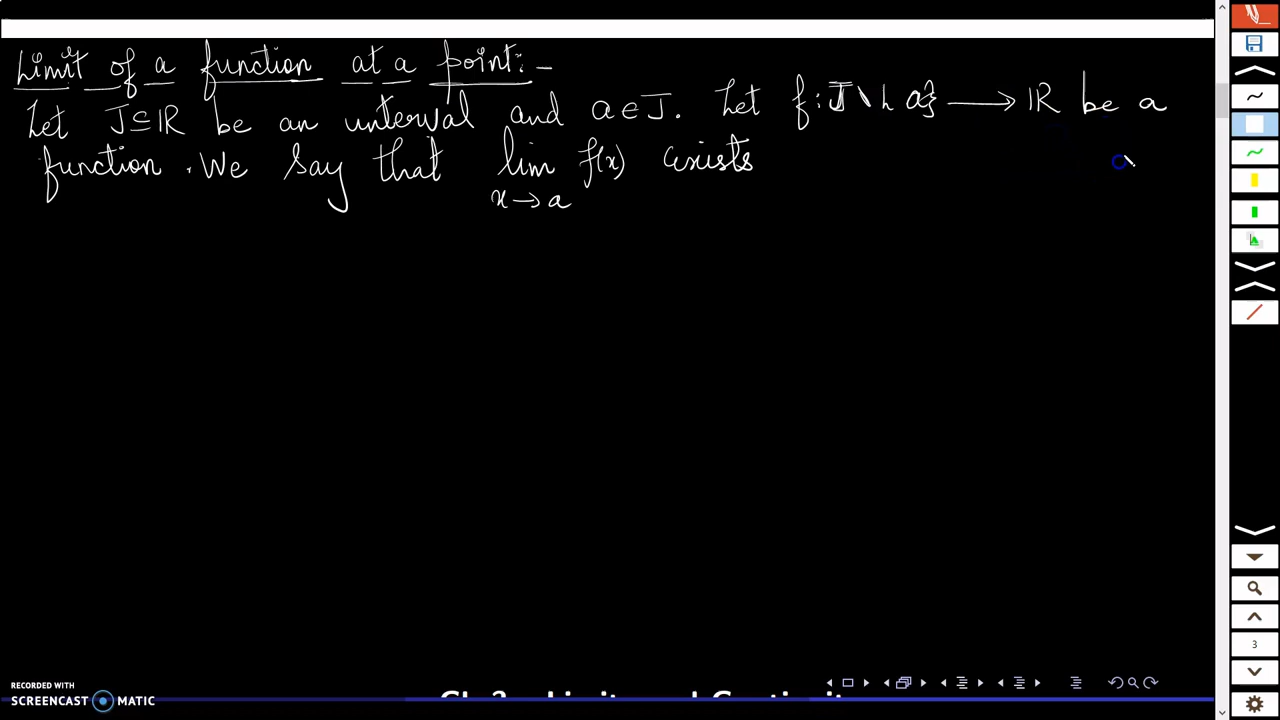 Limit of a function at a point:-
Let J⊆ℝ be an interval and a∈J. Let f: J \ {a} ⟶ ℝ be a
function. We say that lim f(x) exists
x→a
3
RECORDED WITH
SCREENCAST MATIC